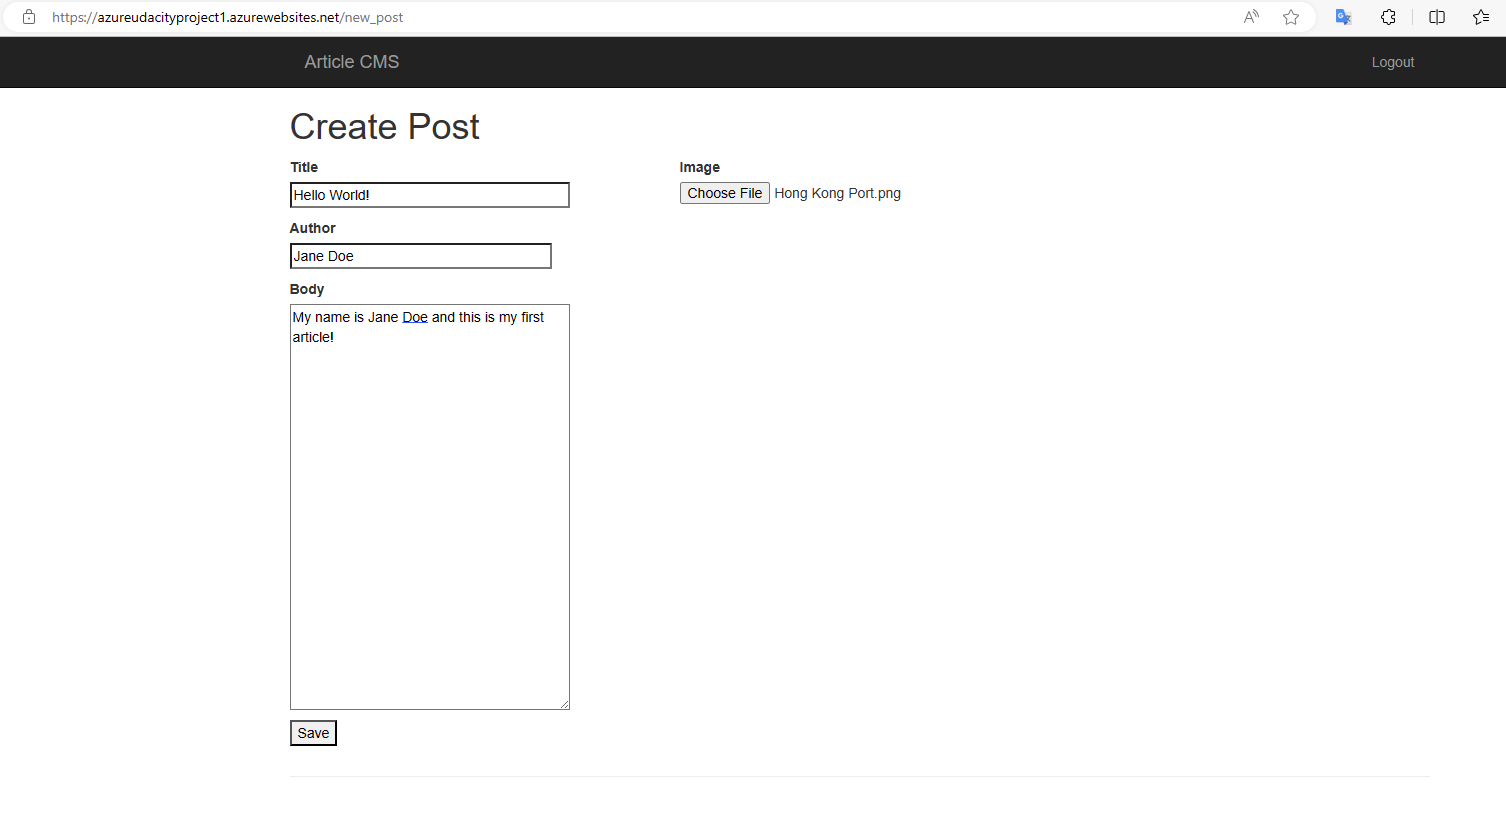 https://azureudacityproject1.azurewebsites.net/new_post
Article CMS
Logout
Create Post
Title
Hello World!
Image
Choose File Hong Kong Port.png
Author
Jane Doe
Body
My name is Jane Doe and this is my first
article!
Save